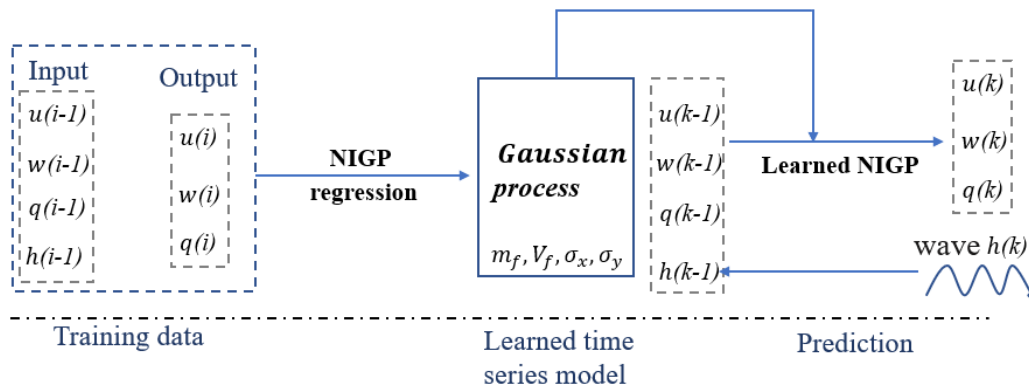 Input
u(i-1)
w(i-1)
q(i-1)
h(i-1)
Output
u(i)
w(i)
q(i)
NIGP
regression
Gaussian
process
m_f, V_f, σ_x, σ_y
u(k-1)
w(k-1)
q(k-1)
h(k-1)
Learned NIGP
u(k)
w(k)
q(k)
wave h(k)
Training data
Learned time
series model
Prediction